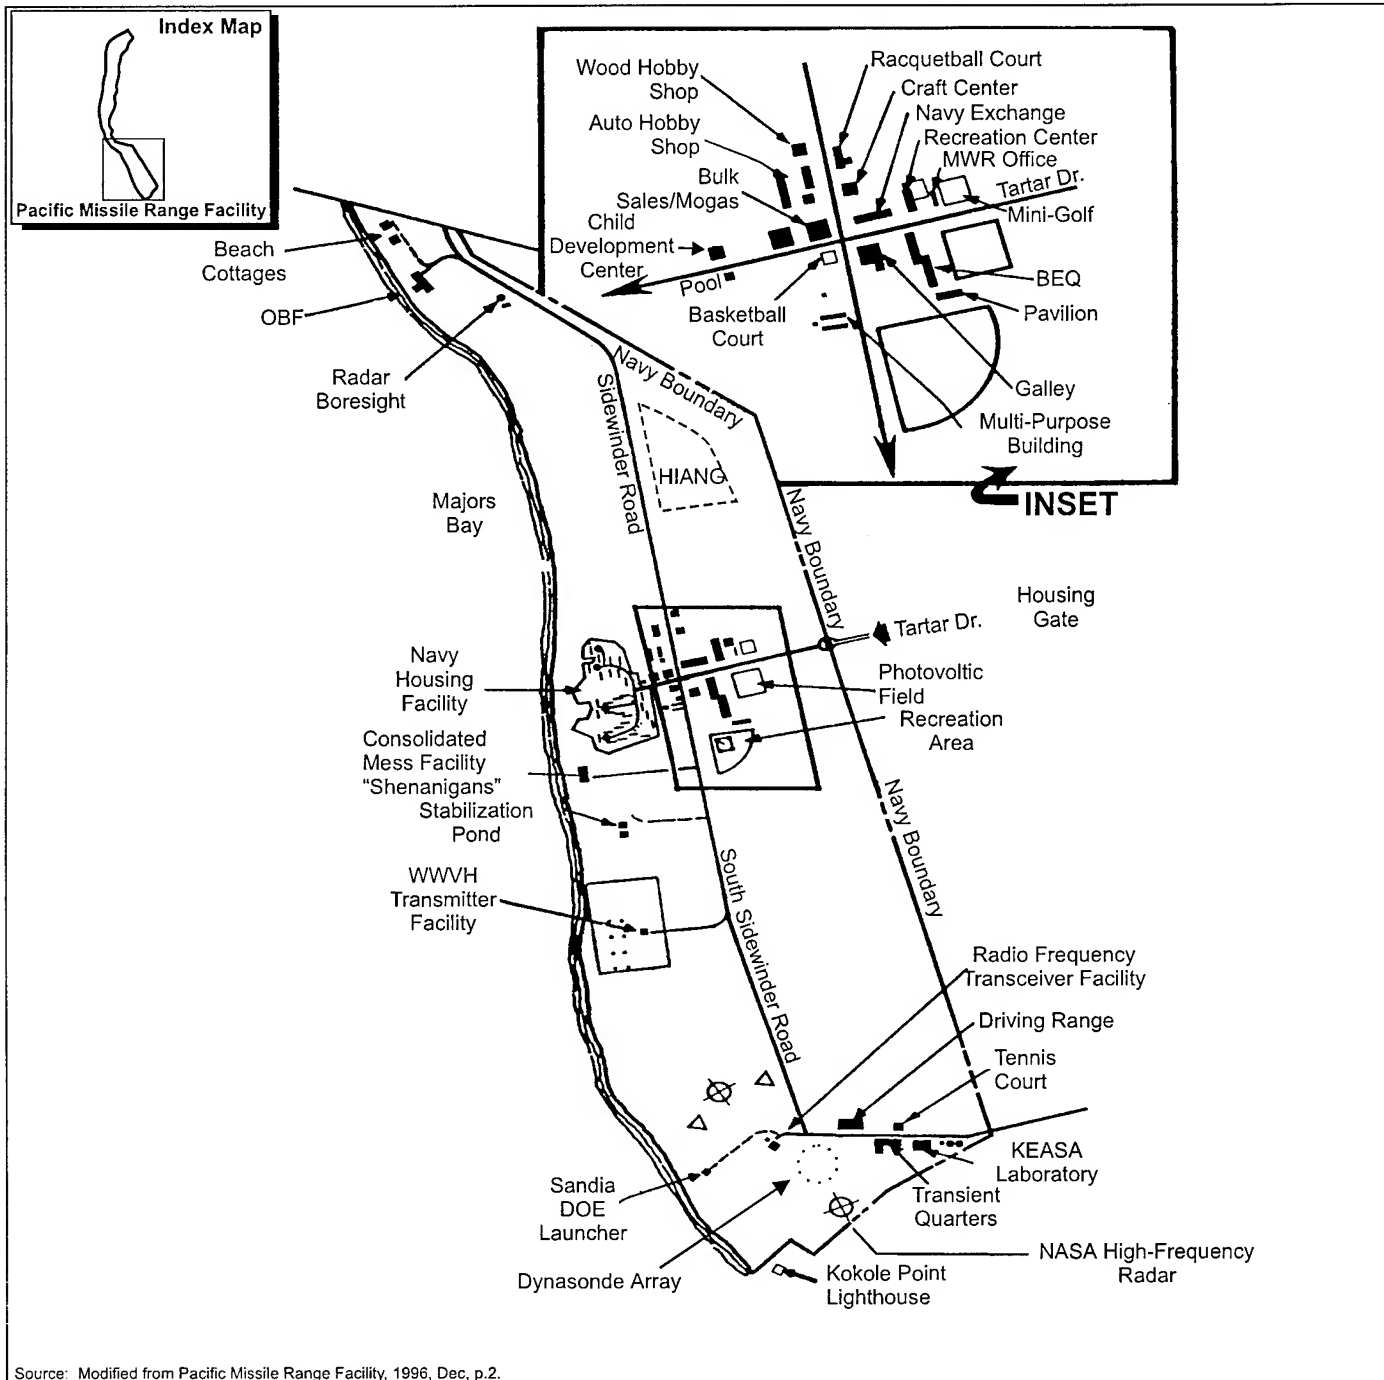 Index Map
Pacific Missile Range Facility
Wood Hobby
Shop
Auto Hobby
Shop
Bulk
Sales/Mogas
Child
Development
Center
Pool
Basketball
Court
Racquetball Court
Craft Center
Navy Exchange
Recreation Center
MWR Office
Tartar Dr.
Mini-Golf
BEQ
Pavilion
Galley
Multi-Purpose
Building
INSET
Beach
Cottages
OBF
Radar
Boresight
Navy Boundary
Sidewinder Road
HIANG
Majors
Bay
Navy Boundary
Housing
Gate
Tartar Dr.
Navy
Housing
Facility
Photovoltic
Field
Recreation
Area
Consolidated
Mess Facility
“Shenanigans”
Stabilization
Pond
Navy Boundary
WWVH
Transmitter
Facility
South Sidewinder Road
Radio Frequency
Transceiver Facility
Driving Range
Tennis
Court
KEASA
Laboratory
Transient
Quarters
Sandia
DOE
Launcher
Dynasonde Array
NASA High-Frequency
Radar
Kokole Point
Lighthouse
Source: Modified from Pacific Missile Range Facility, 1996, Dec, p.2.